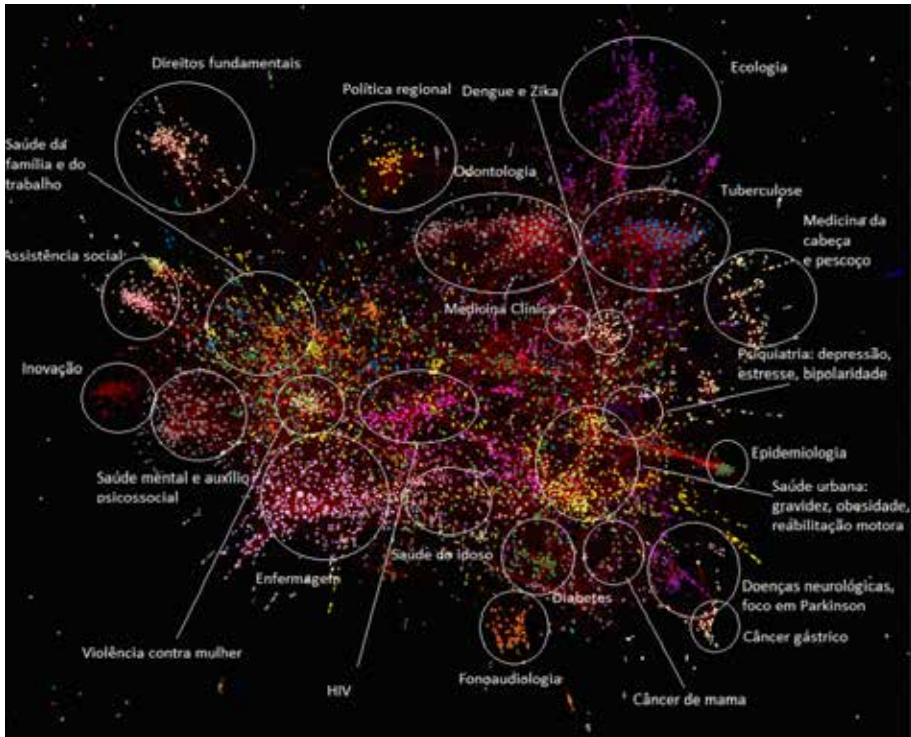 Direitos fundamentais
Política regional
Dengue e Zika
Ecologia
Saúde da
família e do
trabalho
Odontologia
Tuberculose
Medicina da
cabeça
e pescoço
Assistência social
Medicina Clínica
Psiquiatria: depressão,
estresse, bipolaridade
Inovação
Epidemiologia
Saúde mental e auxílio
psicossocial
Saúde urbana:
gravidez, obesidade,
reabilitação motora
Saúde do idoso
Enfermagem
Diabetes
Doenças neurológicas,
foco em Parkinson
Câncer gástrico
Violência contra mulher
Fonoaudiologia
HIV
Câncer de mama